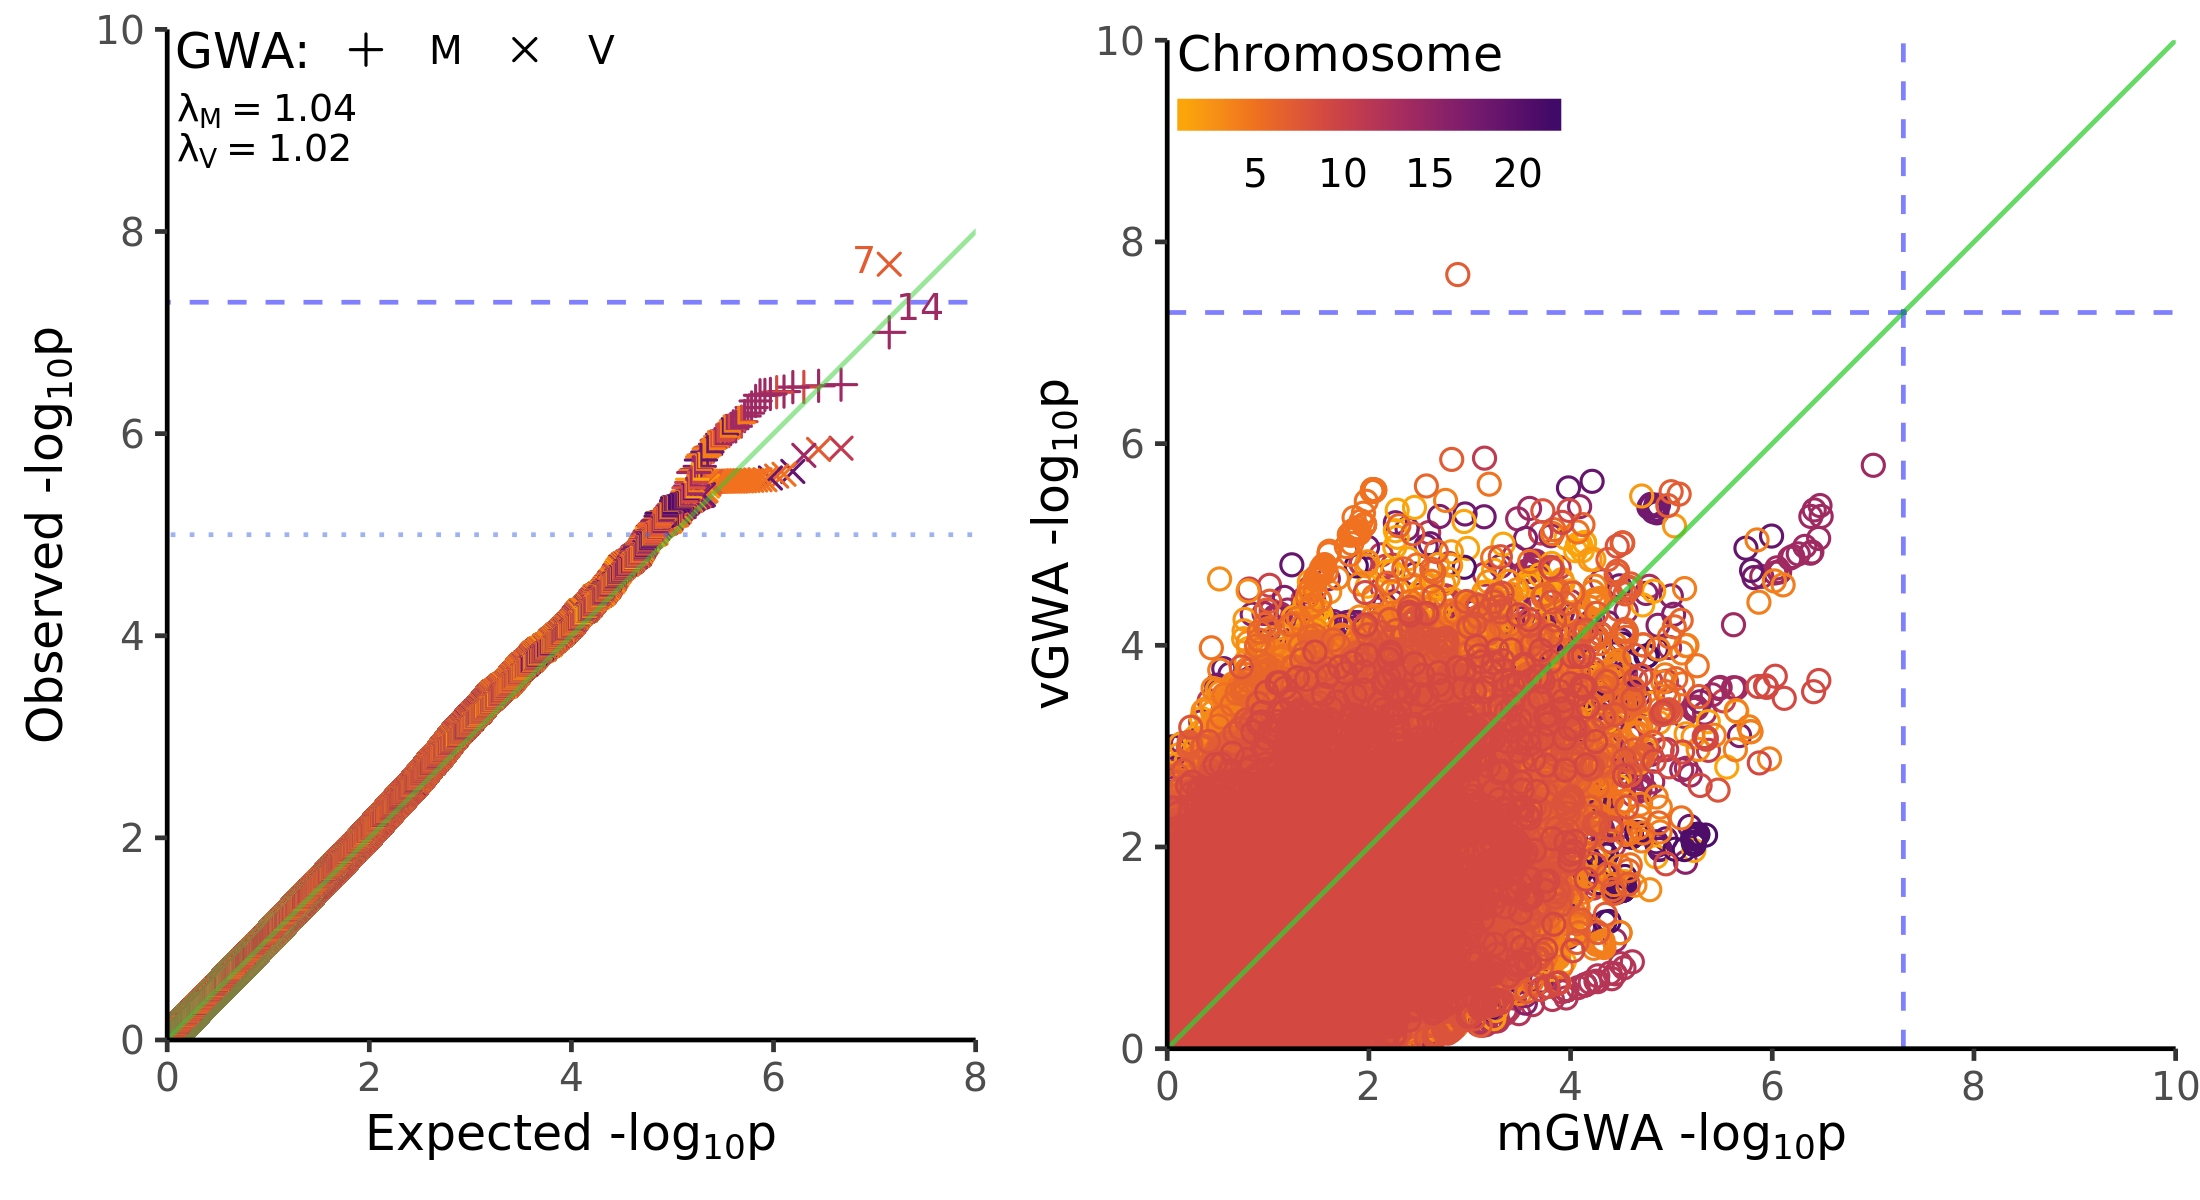 10
GWA: + M × V
λM = 1.04
λV = 1.02
8
7
14
6
4
2
0
0 2 4 6 8
Observed -log10p
Expected -log10p
10
Chromosome
5 10 15 20
8
6
4
2
0
0 2 4 6 8 10
vGWA -log10p
mGWA -log10p